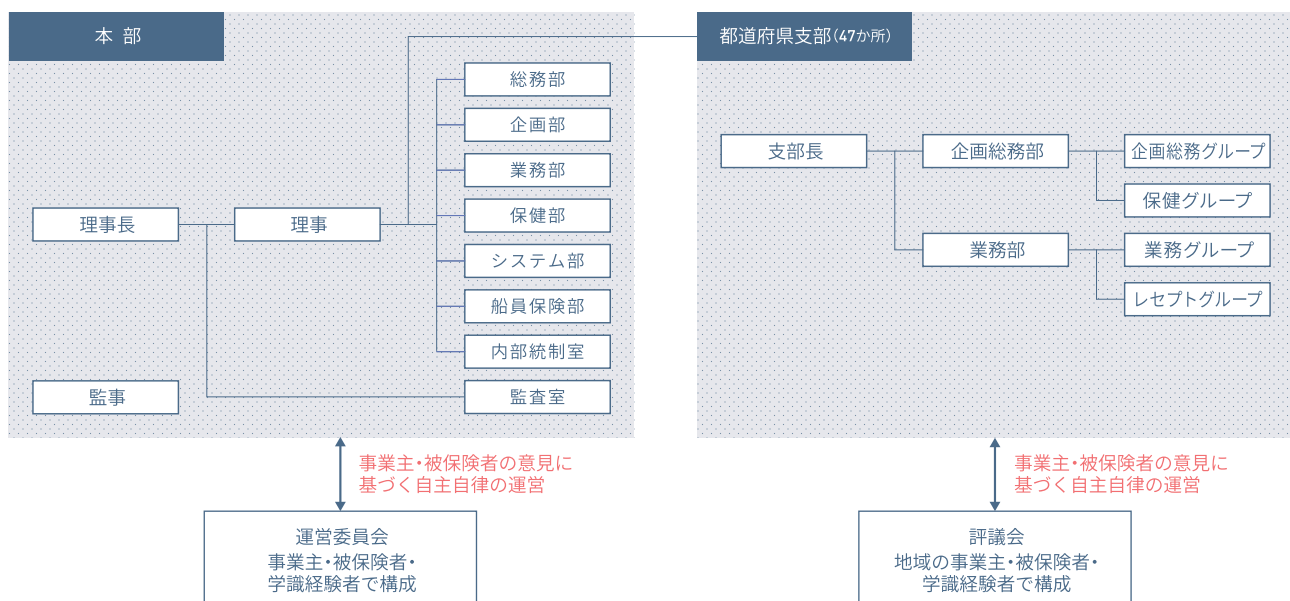 本部
総務部
企画部
業務部
保健部
システム部
船員保険部
内部統制室
監査室
理事長
理事
監事
事業主・被保険者の意見に
基づく自主自律の運営
運営委員会
事業主・被保険者・
学識経験者で構成
都道府県支部(47か所)
支部長
企画総務部
企画総務グループ
保健グループ
業務部
業務グループ
レセプトグループ
事業主・被保険者の意見に
基づく自主自律の運営
評議会
地域の事業主・被保険者・
学識経験者で構成